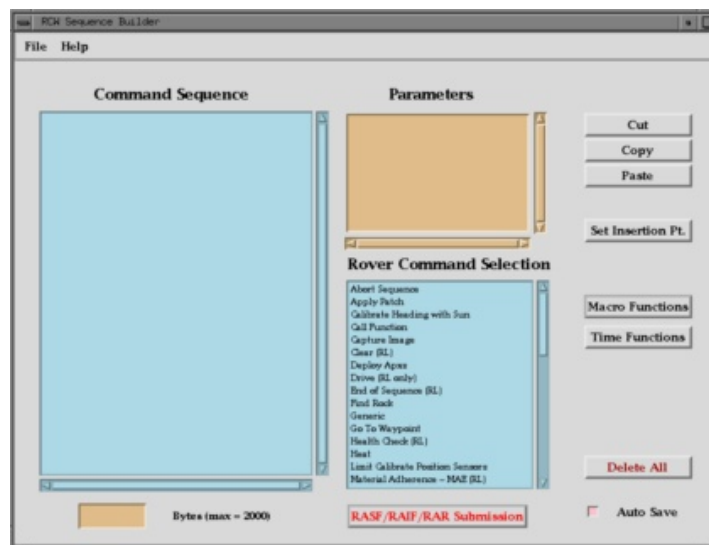 RCW Sequence Builder
File Help
Command Sequence
Parameters
Cut
Copy
Paste
Set Insertion Pt.
Rover Command Selection
Abort Sequence
Apply Patch
Calibrate Heading with Sun
Call Function
Capture Image
Clear (RL)
Deploy Apxs
Drive (RL only)
End of Sequence (RL)
Find Rock
Generic
Go To Waypoint
Health Check (RL)
Heat
Limit Calibrate Position Sensors
Material Adherence - MAE (RL)
Macro Functions
Time Functions
Delete All
Bytes (max = 2000)
RASF/RAIF/RAR Submission
Auto Save